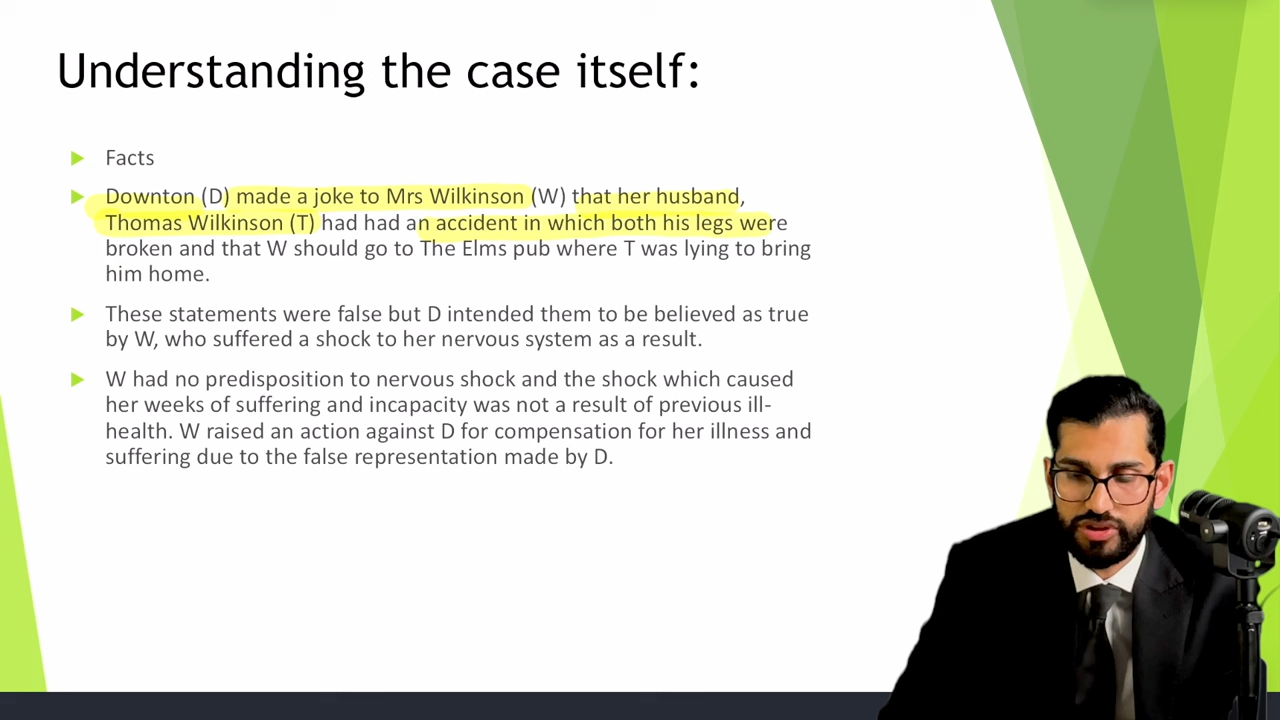 Understanding the case itself:
Facts
Downton (D) made a joke to Mrs Wilkinson (W) that her husband,
Thomas Wilkinson (T) had had an accident in which both his legs were
broken and that W should go to The Elms pub where T was lying to bring
him home.
These statements were false but D intended them to be believed as true
by W, who suffered a shock to her nervous system as a result.
W had no predisposition to nervous shock and the shock which caused
her weeks of suffering and incapacity was not a result of previous ill-
health. W raised an action against D for compensation for her illness and
suffering due to the false representation made by D.